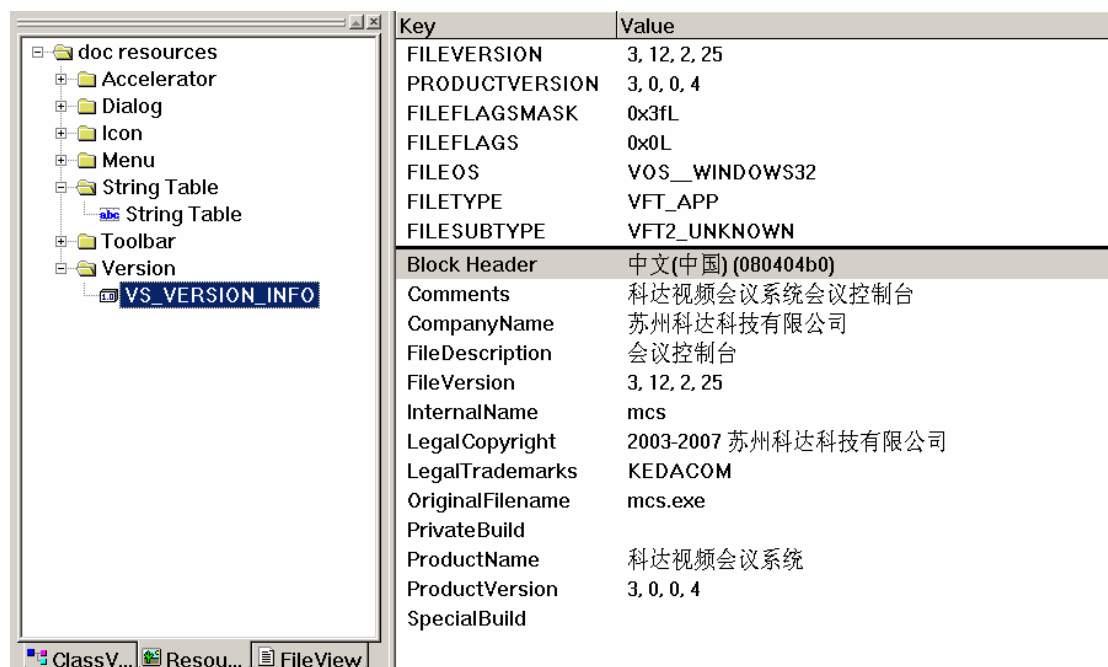 doc resources
Accelerator
Dialog
Icon
Menu
String Table
abc String Table
Toolbar
Version
1.0 VS_VERSION_INFO
ClassV... Resou... FileView
Key Value
FILEVERSION 3, 12, 2, 25
PRODUCTVERSION 3, 0, 0, 4
FILEFLAGSMASK 0x3fL
FILEFLAGS 0x0L
FILEOS VOS__WINDOWS32
FILETYPE VFT_APP
FILESUBTYPE VFT2_UNKNOWN
Block Header 中文(中国) (080404b0)
Comments 科达视频会议系统会议控制台
CompanyName 苏州科达科技有限公司
FileDescription 会议控制台
FileVersion 3, 12, 2, 25
InternalName mcs
LegalCopyright 2003-2007 苏州科达科技有限公司
LegalTrademarks KEDACOM
OriginalFilename mcs.exe
PrivateBuild
ProductName 科达视频会议系统
ProductVersion 3, 0, 0, 4
SpecialBuild